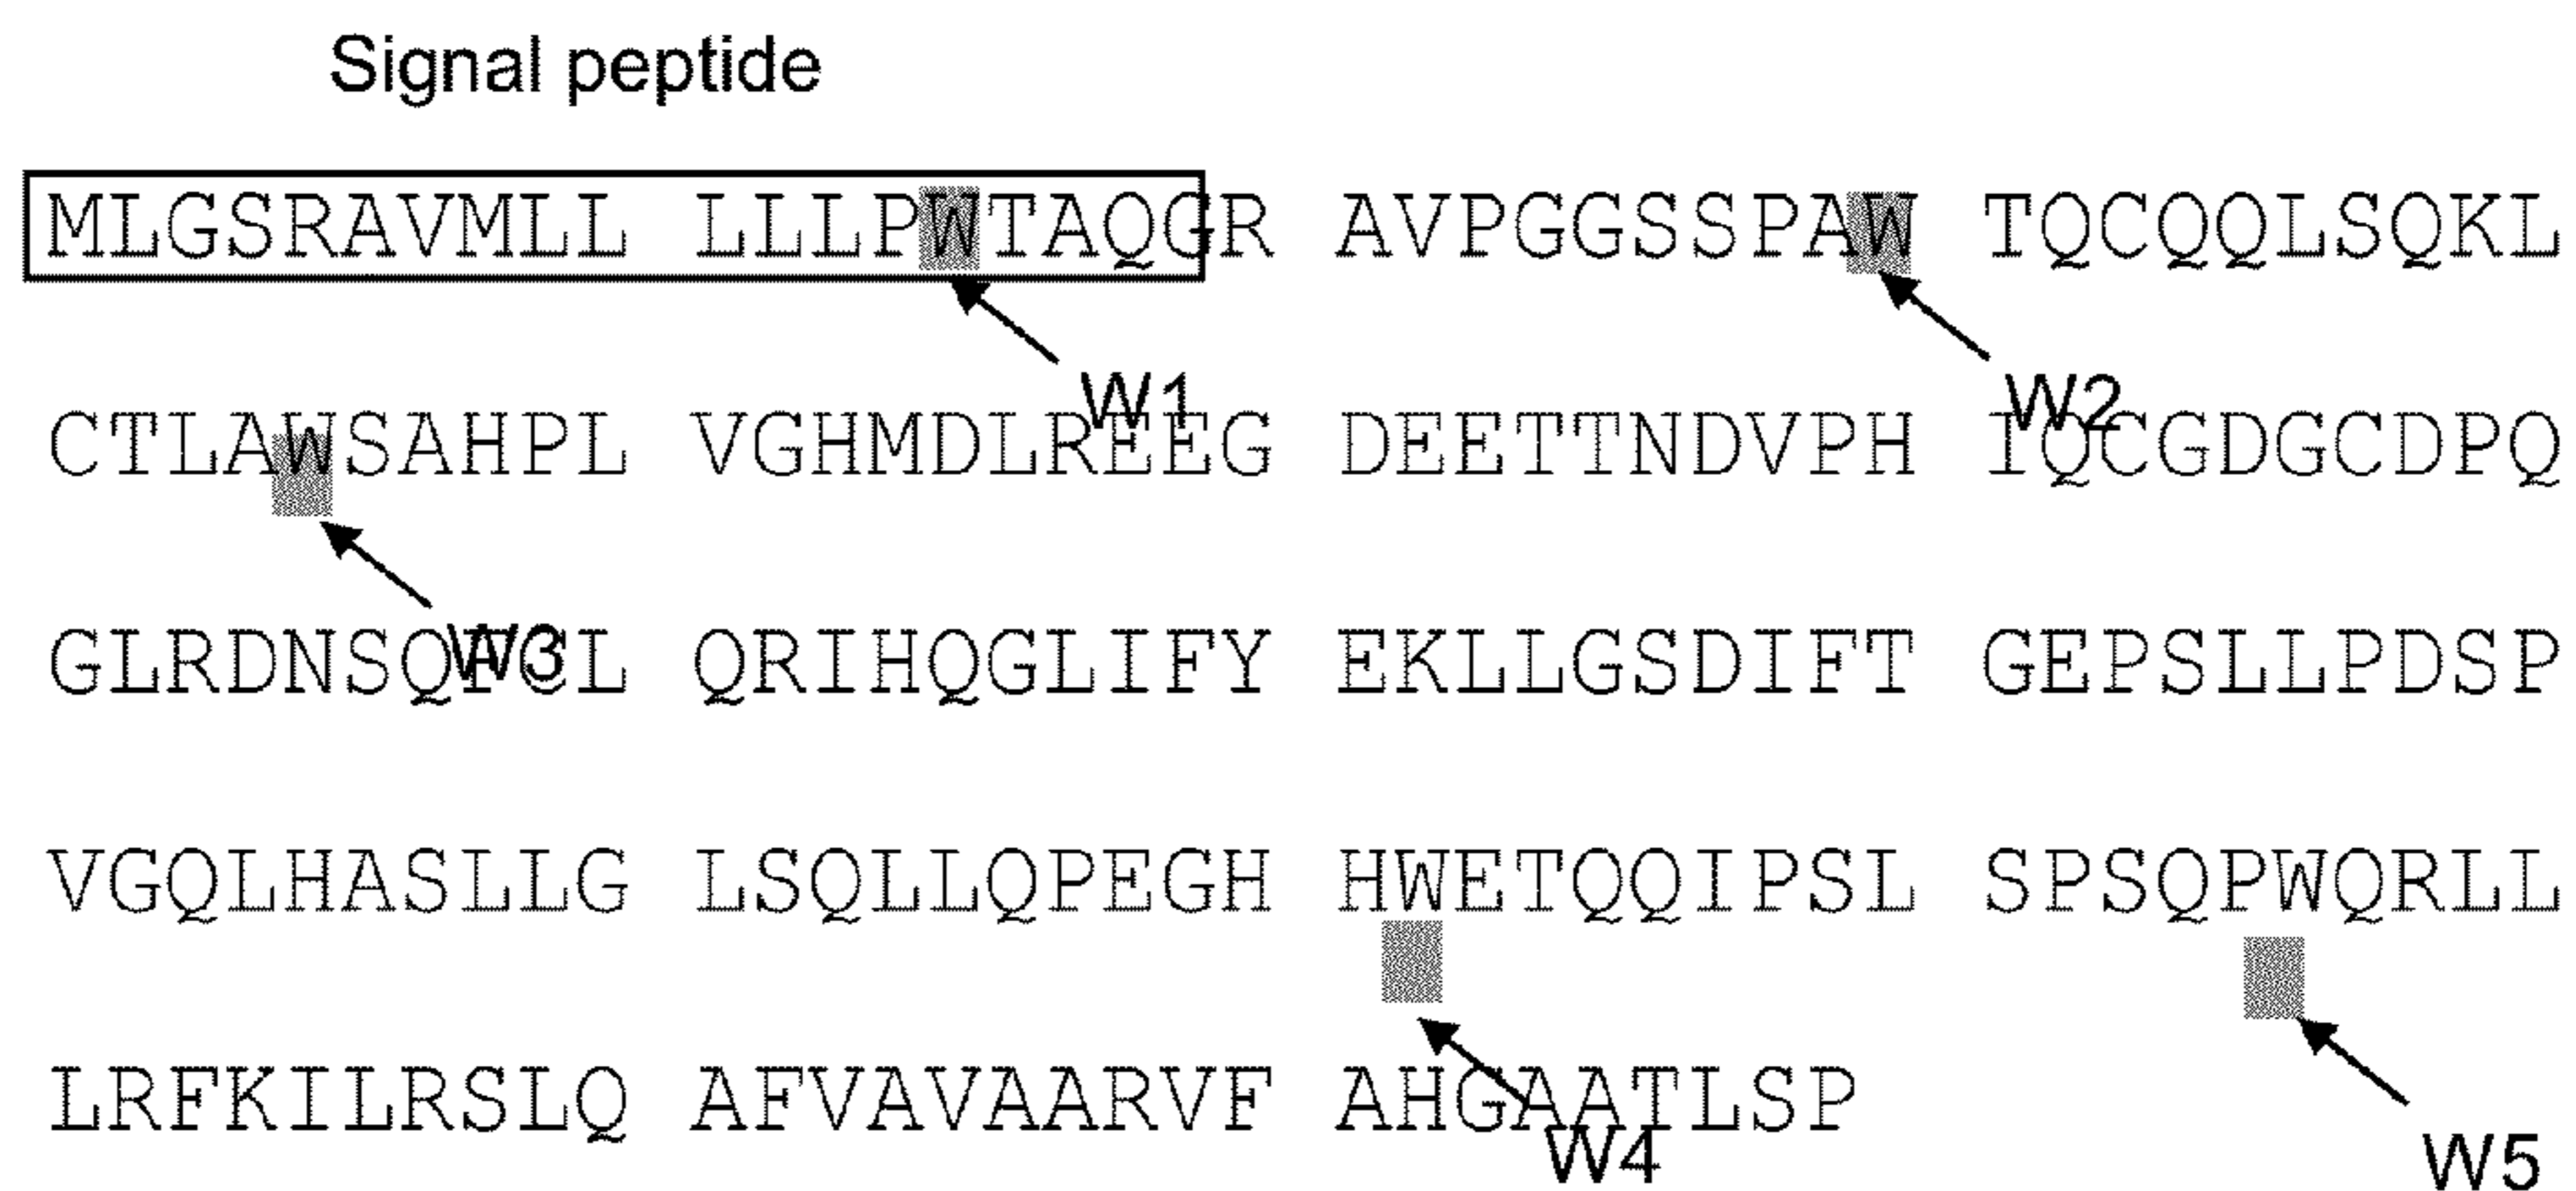 Signal peptide
MLGSRAVMLL LLLPWTAQGR AVPGGSSPAW TQCQQLSQKL
W1 W2
CTLAWSAHPL VGHMDLREEG DEETTNDVPH IQCGDGCDPQ
W3
GLRDNSQFCL QRIHQGLIFY EKLLGSDIFT GEPSLLPDSP
VGQLHASLLG LSQLLQPEGH HWETQQIPSL SPSQPWQRLL
LRFKILRSLQ AFVAVAARVF AHGAATLSP
W4 W5